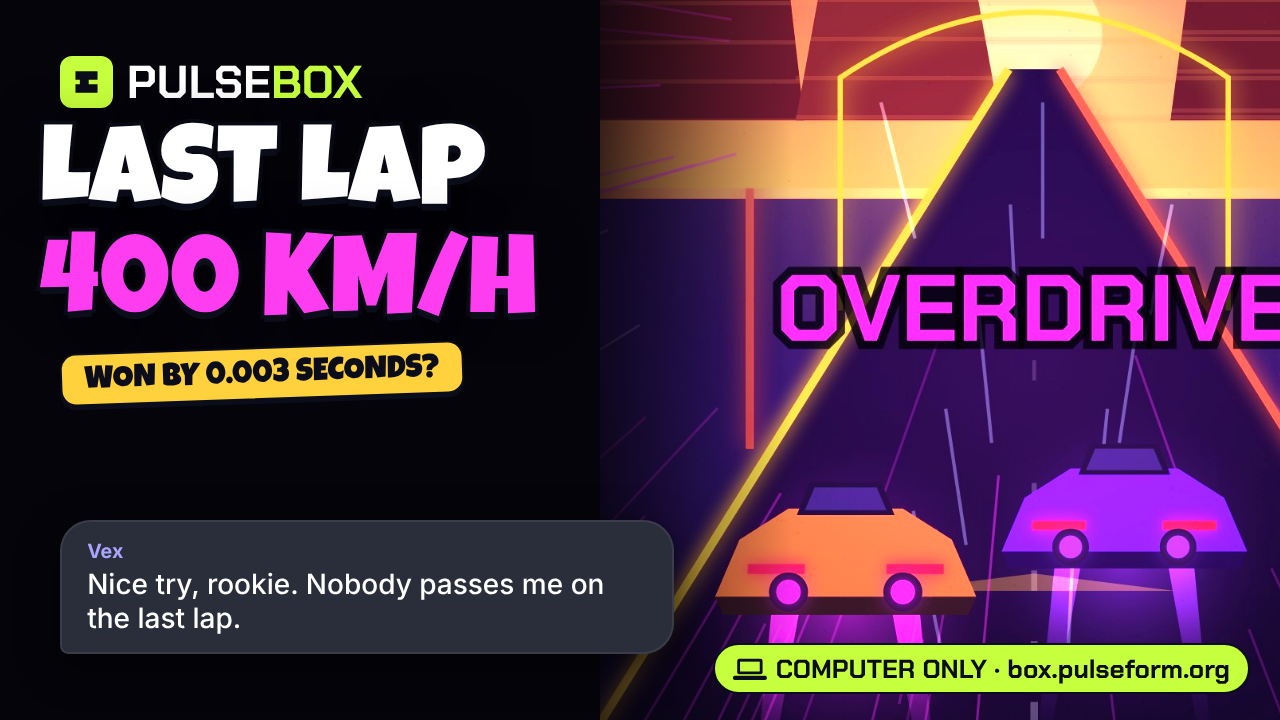 PULSEBOX
LAST LAP
400 KM/H
WON BY 0.003 SECONDS?
OVERDRIVE
Vex
Nice try, rookie. Nobody passes me on
the last lap.
COMPUTER ONLY · box.pulseform.org